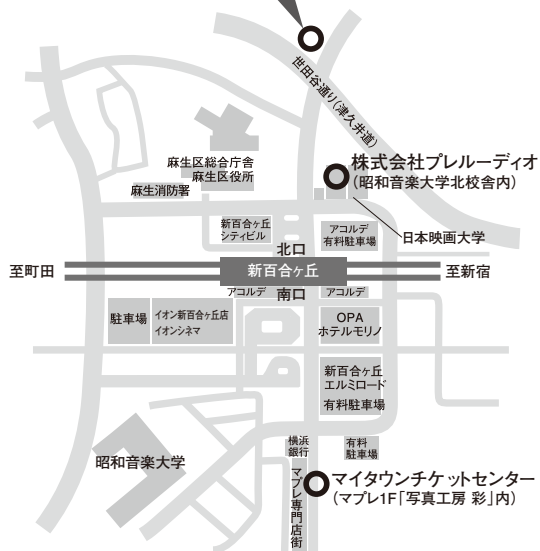 世田谷通り(津久井道)
麻生区総合庁舎
麻生区役所
麻生消防署
株式会社プレルーディオ
(昭和音楽大学北校舎内)
新百合ヶ丘
シティビル
アコルデ
有料駐車場
日本映画大学
北口
至町田
新百合ヶ丘
至新宿
アコルデ
南口
アコルデ
駐車場
イオン新百合ヶ丘店
イオンシネマ
OPA
ホテルモリノ
新百合ヶ丘
エルミロード
有料駐車場
横浜
銀行
有料
駐車場
昭和音楽大学
マプレ専門店街
マイタウンチケットセンター
(マプレ1F「写真工房 彩」内)